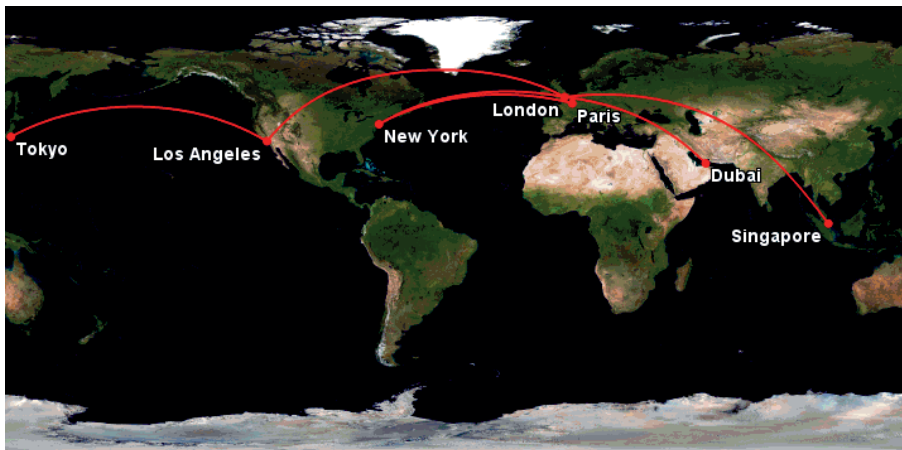 London
Paris
New York
Tokyo
Los Angeles
Dubai
Singapore